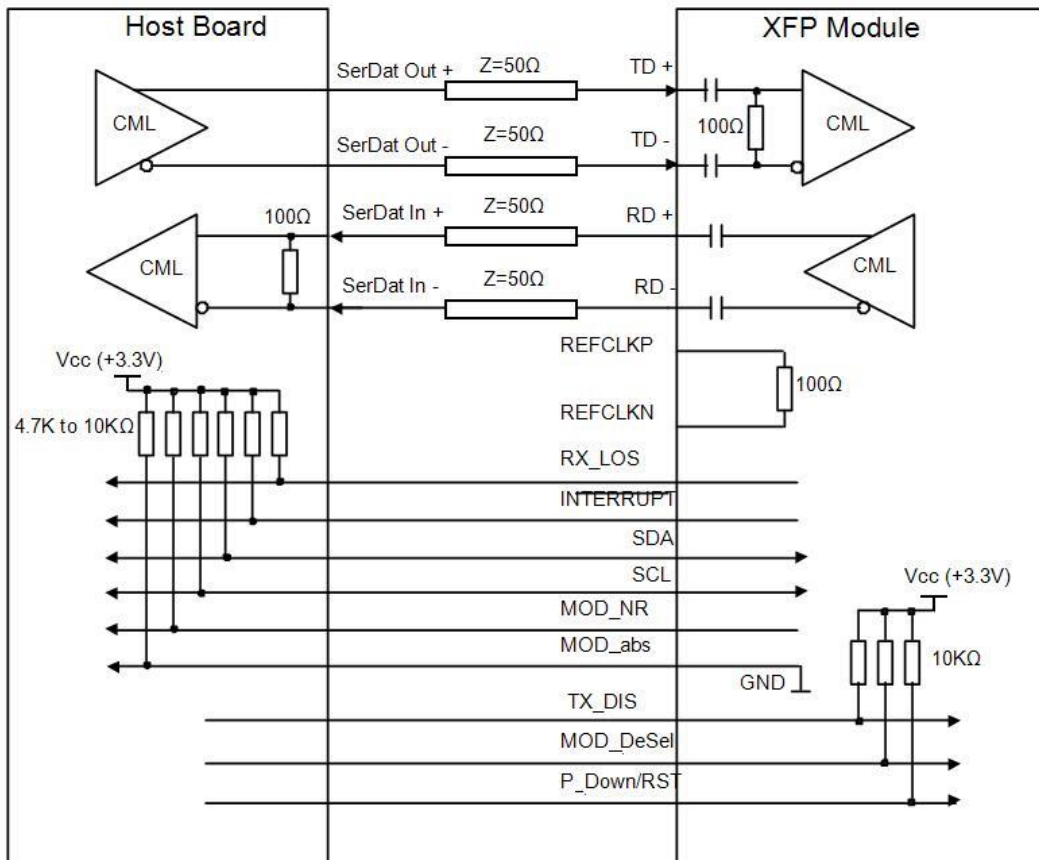 Host Board
XFP Module
SerDat Out +
Z=50Ω
TD +
CML
100Ω
CML
SerDat Out -
Z=50Ω
TD -
100Ω
SerDat In +
Z=50Ω
RD +
CML
CML
SerDat In -
Z=50Ω
RD -
Vcc (+3.3V)
REFCLKP
100Ω
4.7K to 10KΩ
REFCLKN
RX_LOS
INTERRUPT
SDA
SCL
Vcc (+3.3V)
MOD_NR
MOD_abs
10KΩ
GND
TX_DIS
MOD_DeSel
P_Down/RST